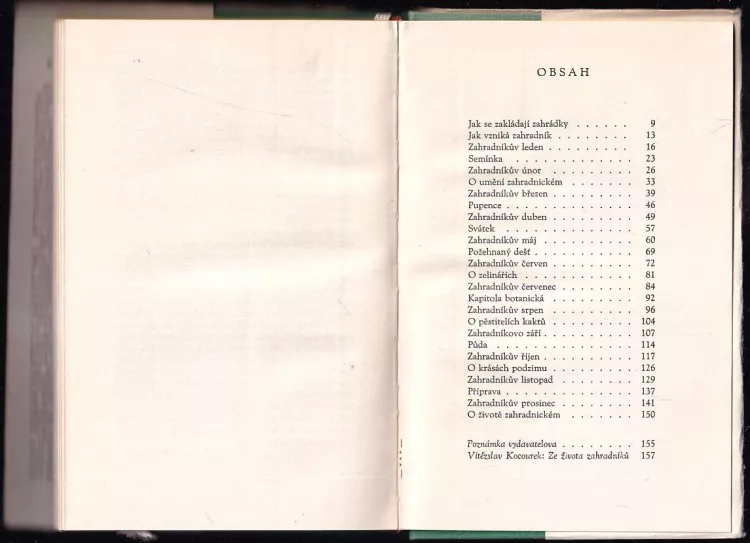 OBSAH
Jak se zakládají zahrádky . . . . . . 9
Jak vzniká zahradník . . . . . . . . 13
Zahradníkův leden . . . . . . . . . 16
Semínka . . . . . . . . . . . . . 23
Zahradníkův únor . . . . . . . . . 26
O umění zahradnickém . . . . . . . 33
Zahradníkův březen . . . . . . . . 39
Pupence . . . . . . . . . . . . . . 46
Zahradníkův duben . . . . . . . . . 49
Svátek . . . . . . . . . . . . . . 57
Zahradníkův máj . . . . . . . . . . 60
Požehnaný dešť . . . . . . . . . . . 69
Zahradníkův červen . . . . . . . . . 72
O zelinářích . . . . . . . . . . . . 81
Zahradníkův červenec . . . . . . . . 84
Kapitola botanická . . . . . . . . . 92
Zahradníkův srpen . . . . . . . . . 96
O pěstitelích kaktů . . . . . . . . . 104
Zahradníkovo září . . . . . . . . . . 107
Půda . . . . . . . . . . . . . . . 114
Zahradníkův říjen . . . . . . . . . . 117
O krásách podzimu . . . . . . . . . 126
Zahradníkův listopad . . . . . . . . 129
Příprava . . . . . . . . . . . . . . 137
Zahradníkův prosinec . . . . . . . . 141
O životě zahradnickém . . . . . . . 150
Poznámka vydavatelova . . . . . . . . 155
Vítězslav Kocourek: Ze života zahradníků 157